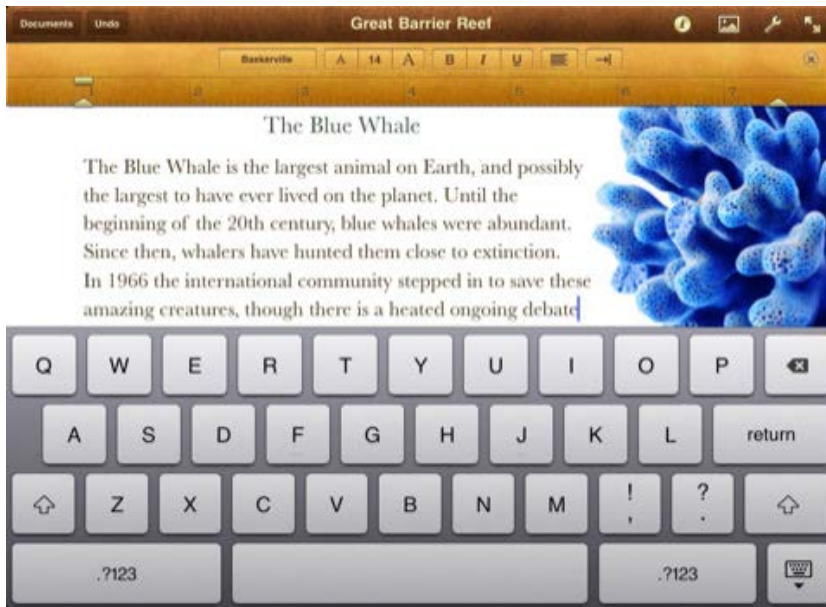 Documents Undo Great Barrier Reef
Baskerville A 14 A B I U
1 2 3 4 5 6 7
The Blue Whale
The Blue Whale is the largest animal on Earth, and possibly
the largest to have ever lived on the planet. Until the
beginning of the 20th century, blue whales were abundant.
Since then, whalers have hunted them close to extinction.
In 1966 the international community stepped in to save these
amazing creatures, though there is a heated ongoing debate
Q W E R T Y U I O P
A S D F G H J K L return
Z X C V B N M ! , ? .
.?123 .?123